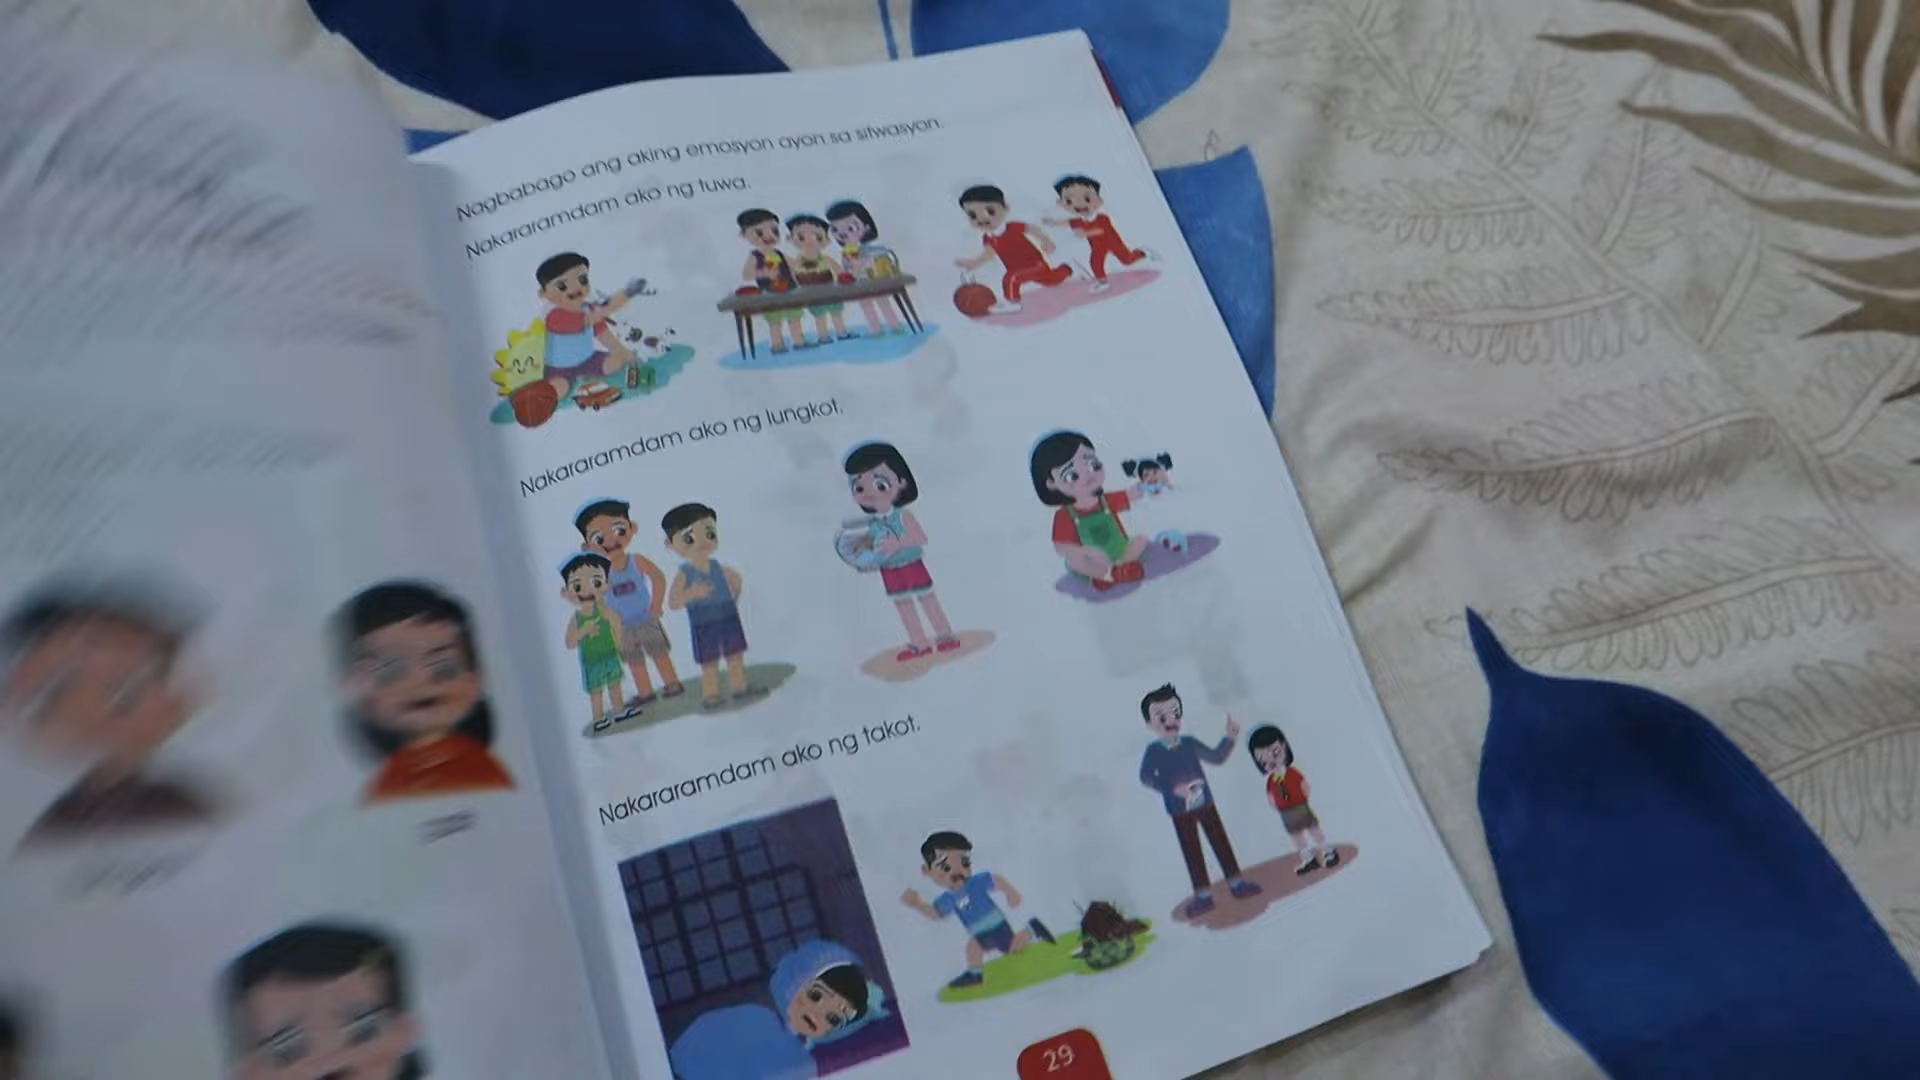 Nagbabago ang aking emosyon ayon sa sitwasyon.
Nakararamdam ako ng tuwa.
Nakararamdam ako ng lungkot.
Nakararamdam ako ng takot.
29